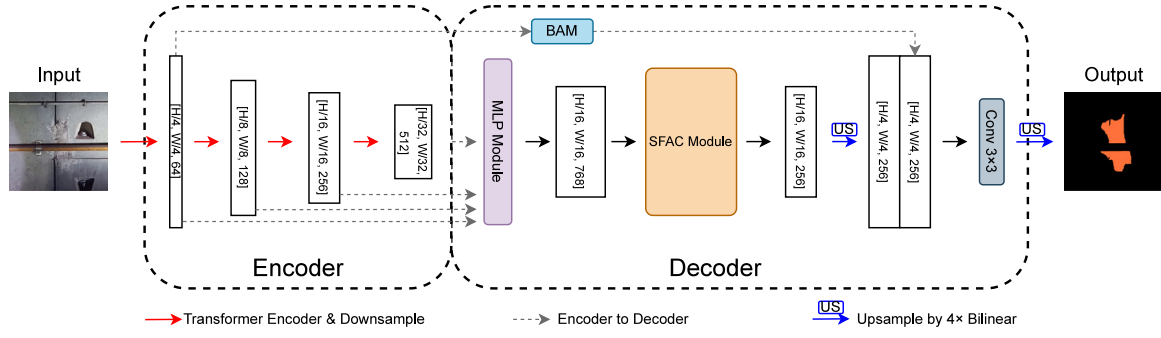 BAM
Input
Output
[H/4, W/4, 64]
[H/8, W/8, 128]
[H/16, W/16, 256]
[H/32, W/32,
512]
MLP Module
[H/16, W/16, 768]
SFAC Module
[H/16, W/16, 256]
US
[H/4, W/4, 256]
[H/4, W/4, 256]
Conv 3×3
US
Encoder
Decoder
Transformer Encoder & Downsample
Encoder to Decoder
US
Upsample by 4× Bilinear